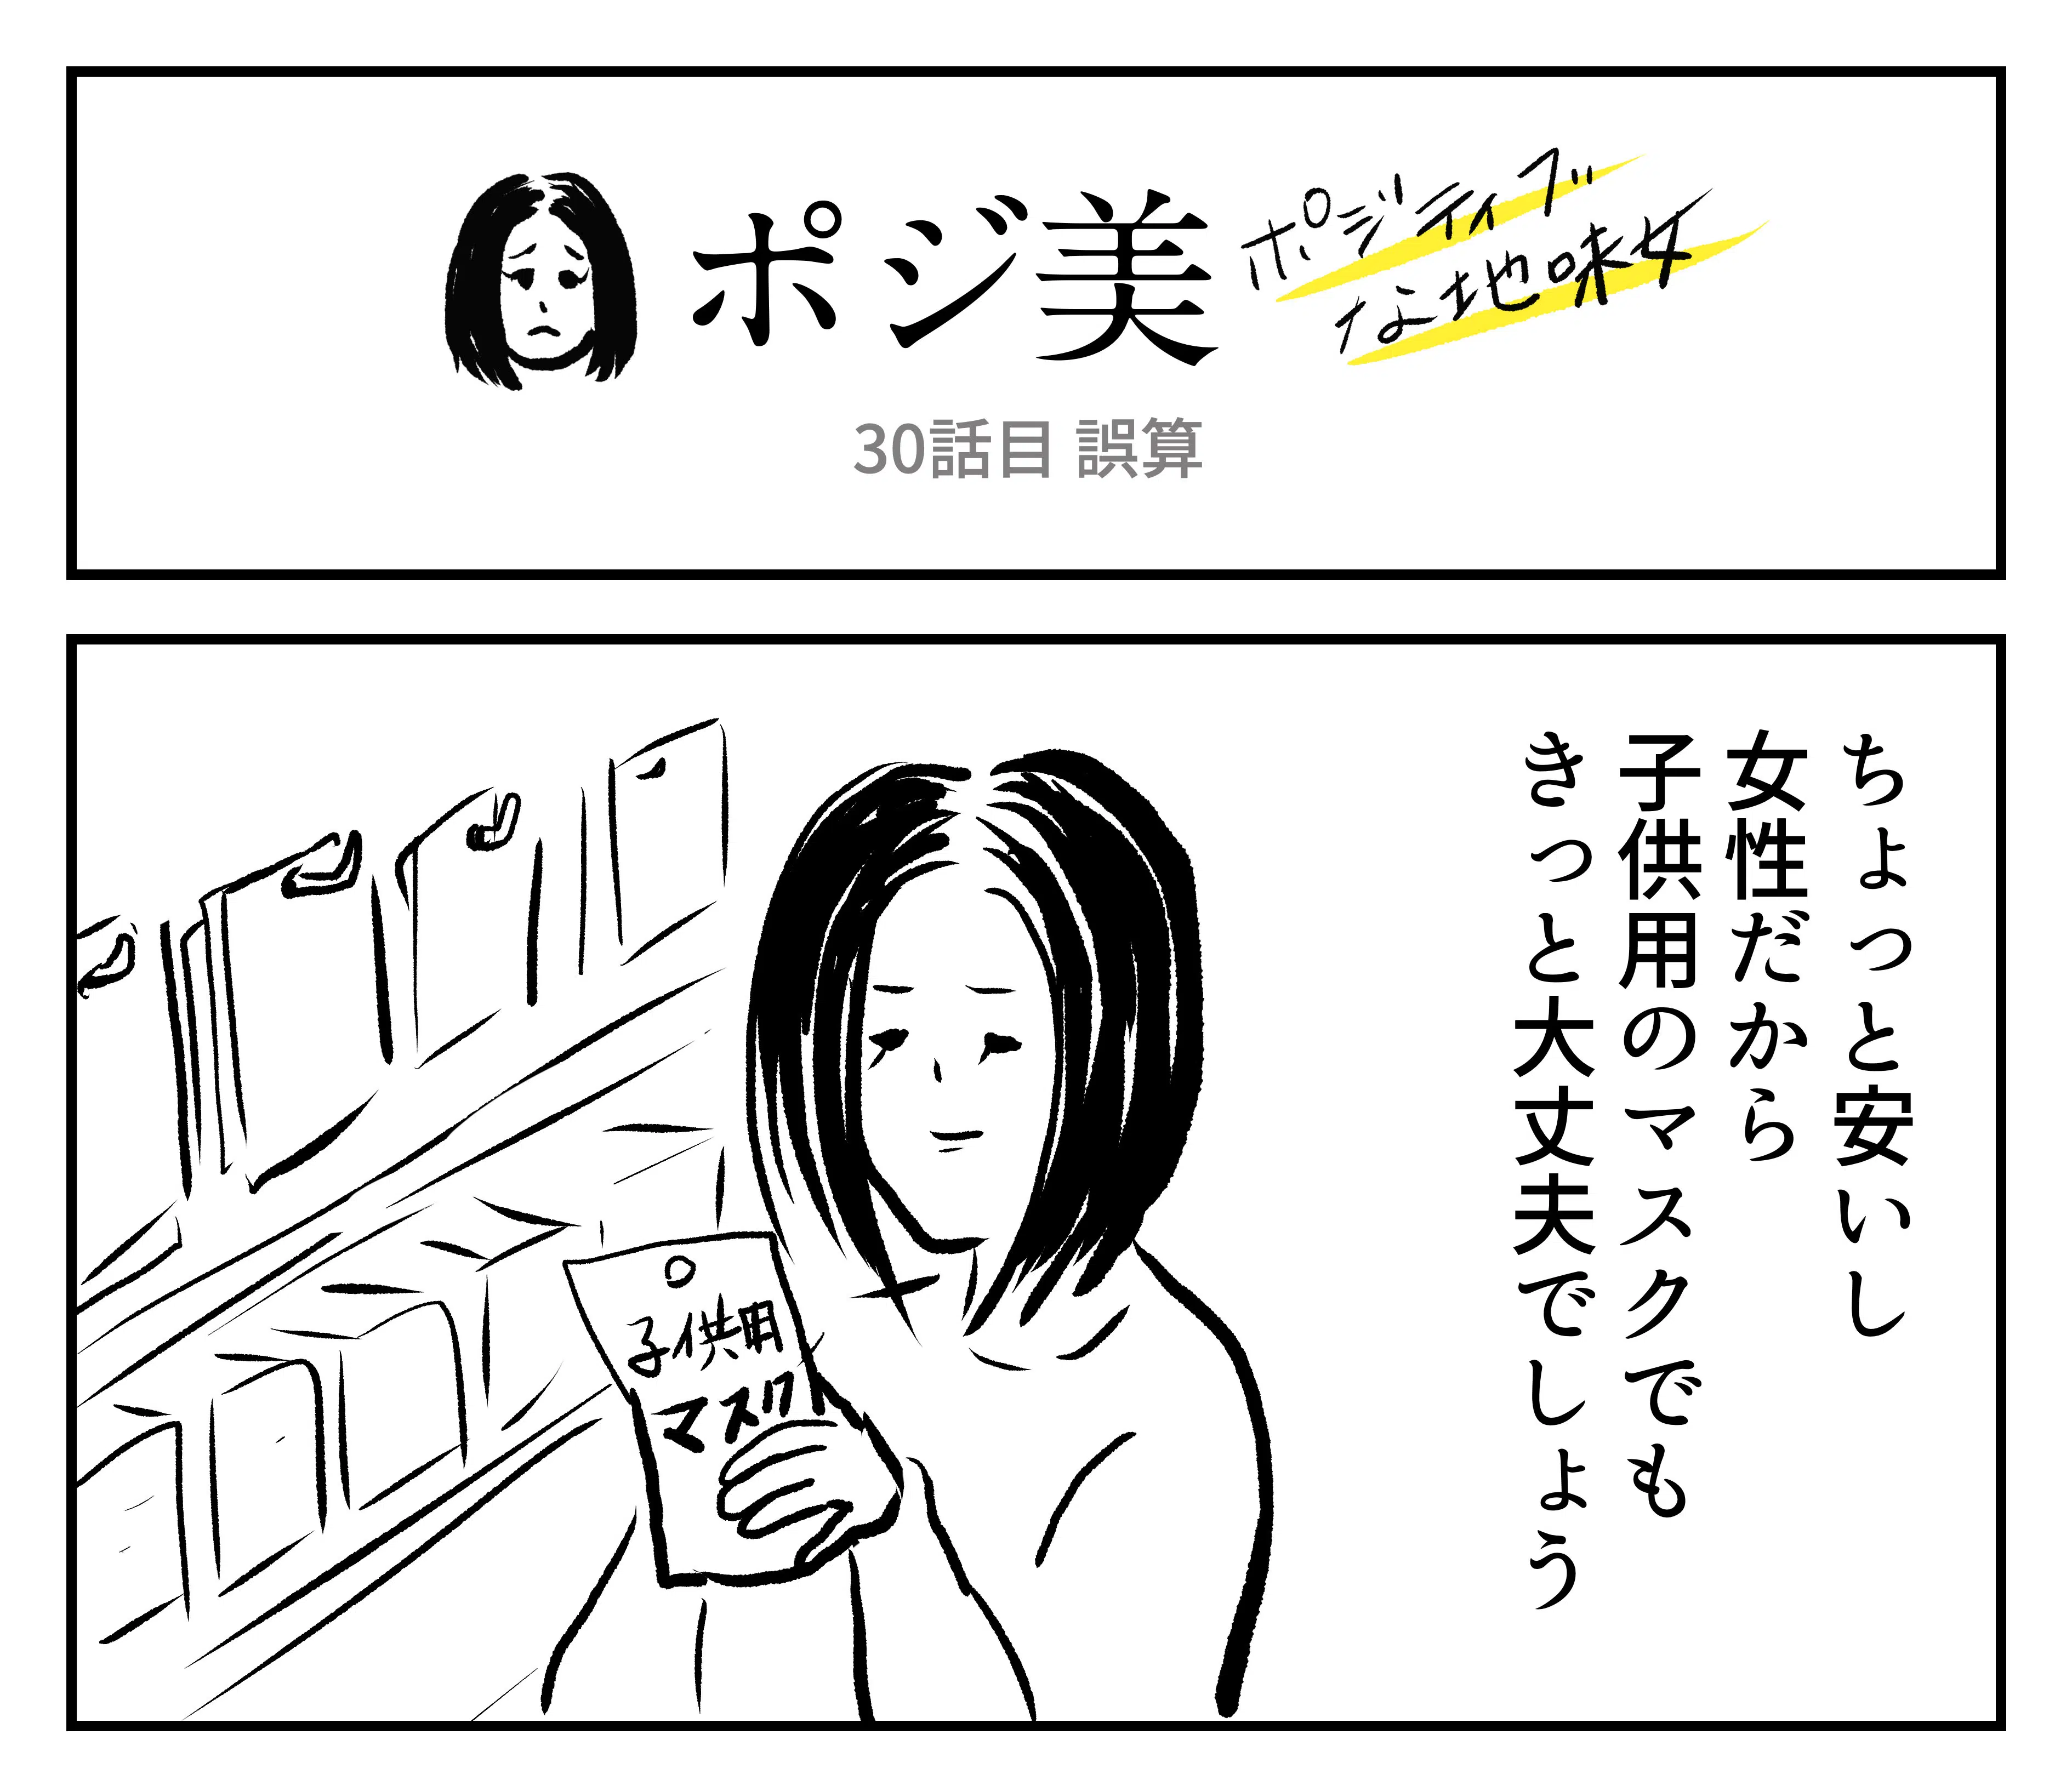 ポジ美
ポジティブ
な地味女
30話目 誤算
ちょっと安いし
女性だから
子供用のマスクでも
きっと大丈夫でしょう
子供用
マスク